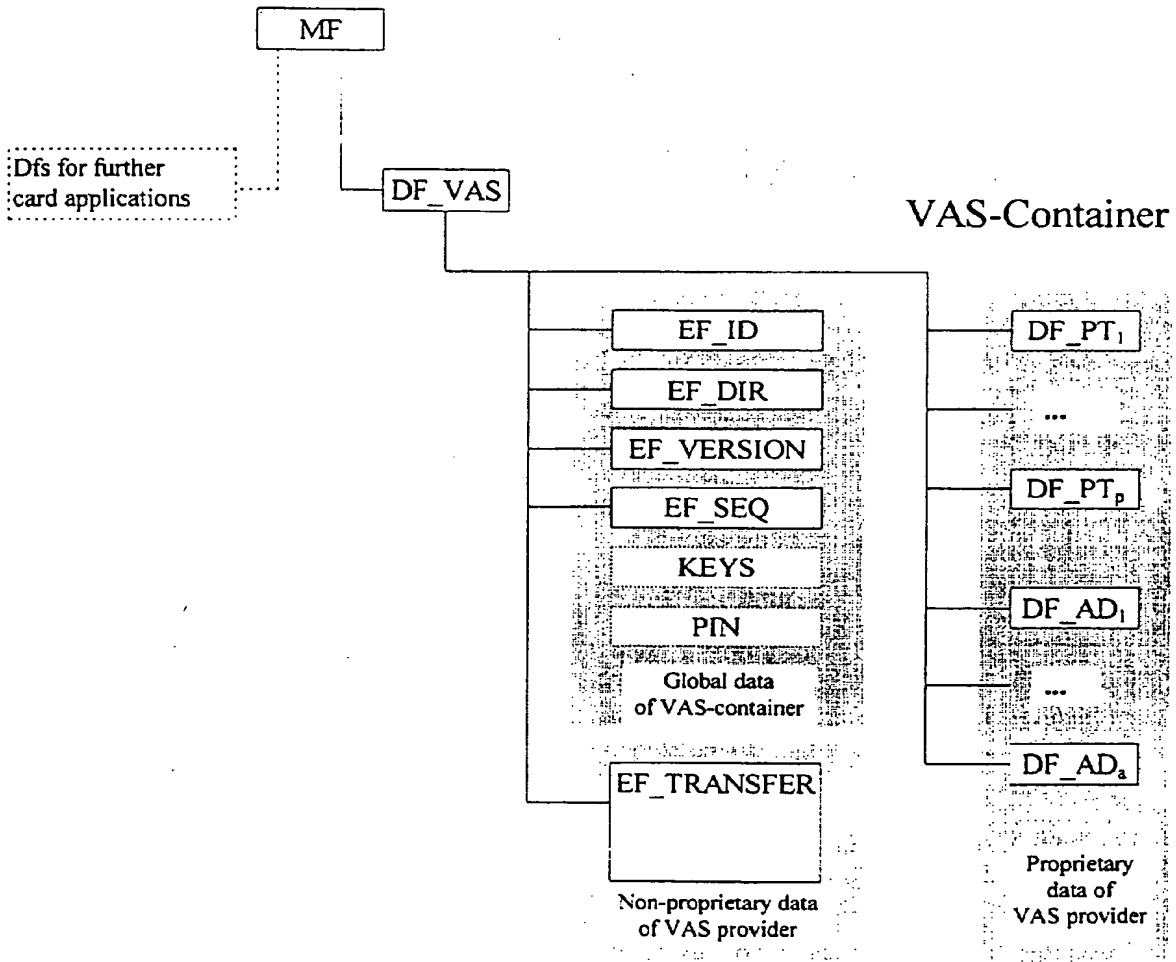 MF
Dfs for further
card applications
DF_VAS
VAS-Container
EF_ID
EF_DIR
EF_VERSION
EF_SEQ
KEYS
PIN
Global data
of VAS-container
EF_TRANSFER
Non-proprietary data
of VAS provider
DF_PT₁
...
DF_PTₚ
DF_AD₁
...
DF_ADₐ
Proprietary
data of
VAS provider